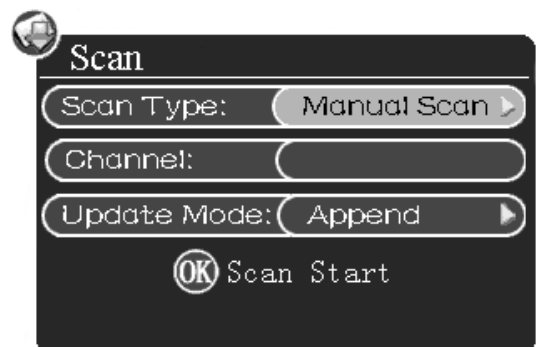 Scan
Scan Type: Manual Scan
Channel:
Update Mode: Append
OK Scan Start